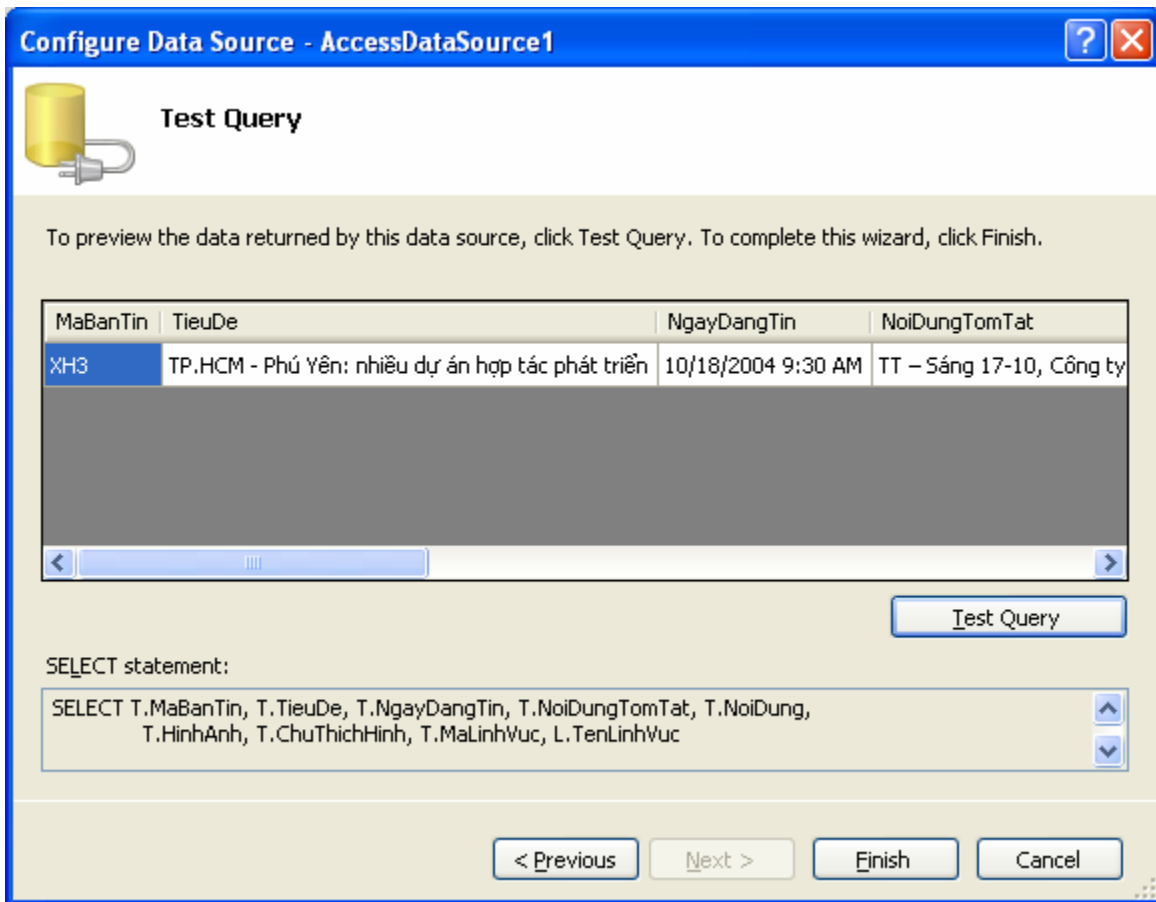 Configure Data Source - AccessDataSource1
Test Query
To preview the data returned by this data source, click Test Query. To complete this wizard, click Finish.
MaBanTin TieuDe NgayDangTin NoiDungTomTat
XH3 TP.HCM - Phú Yên: nhiều dự án hợp tác phát triển 10/18/2004 9:30 AM TT – Sáng 17-10, Công ty
Test Query
SELECT statement:
SELECT T.MaBanTin, T.TieuDe, T.NgayDangTin, T.NoiDungTomTat, T.NoiDung,
T.HinhAnh, T.ChuThichHinh, T.MaLinhVuc, L.TenLinhVuc
< Previous Next > Finish Cancel